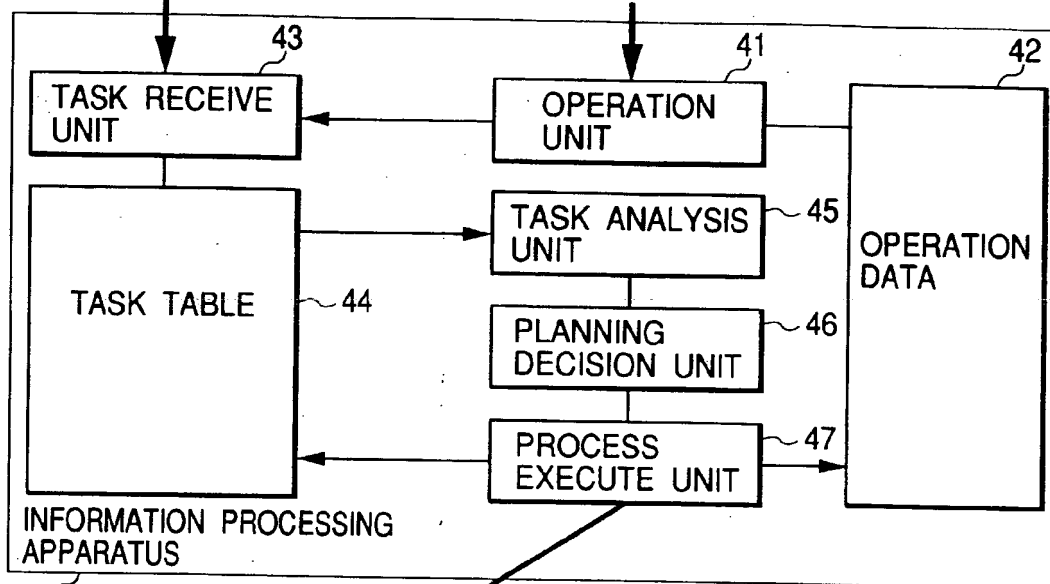 43
TASK RECEIVE
UNIT
41
OPERATION
UNIT
42
OPERATION
DATA
TASK TABLE
44
TASK ANALYSIS
UNIT
45
PLANNING
DECISION UNIT
46
PROCESS
EXECUTE UNIT
47
INFORMATION PROCESSING
APPARATUS